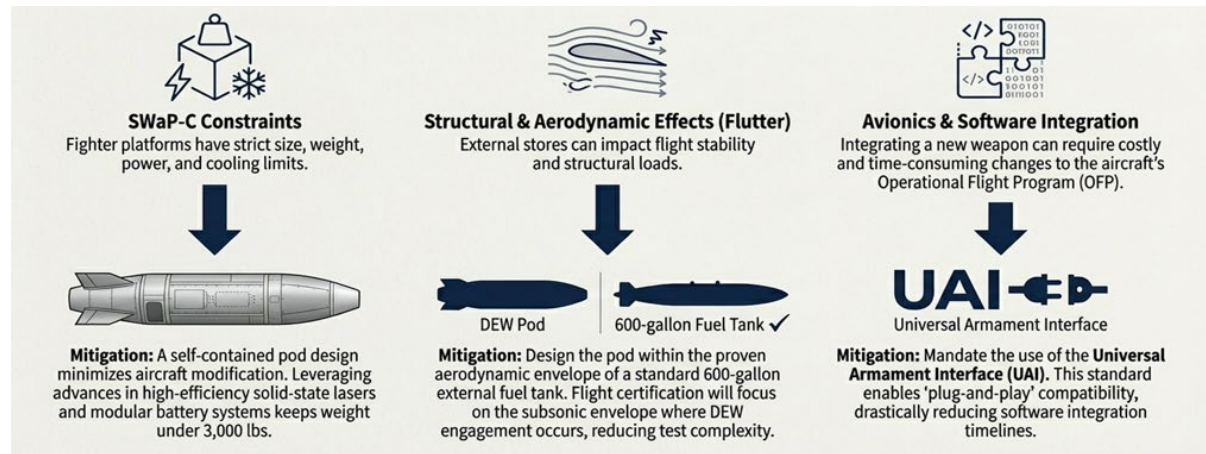 SWaP-C Constraints
Fighter platforms have strict size, weight,
power, and cooling limits.
Mitigation: A self-contained pod design
minimizes aircraft modification. Leveraging
advances in high-efficiency solid-state lasers
and modular battery systems keeps weight
under 3,000 lbs.
Structural & Aerodynamic Effects (Flutter)
External stores can impact flight stability
and structural loads.
DEW Pod
600-gallon Fuel Tank ✓
Mitigation: Design the pod within the proven
aerodynamic envelope of a standard 600-gallon
external fuel tank. Flight certification will focus
on the subsonic envelope where DEW
engagement occurs, reducing test complexity.
</>
</>
Avionics & Software Integration
Integrating a new weapon can require costly
and time-consuming changes to the aircraft's
Operational Flight Program (OFP).
UAI
Universal Armament Interface
Mitigation: Mandate the use of the Universal
Armament Interface (UAI). This standard
enables 'plug-and-play' compatibility,
drastically reducing software integration
timelines.